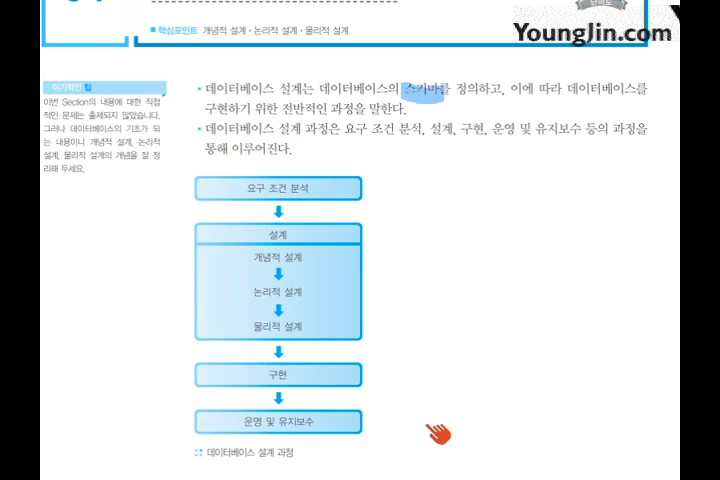 난이도
YoungJin.com
■ 핵심포인트 개념적 설계 · 논리적 설계 · 물리적 설계
이기적인 팁
이번 Section의 내용에 대한 직접
적인 문제는 출제되지 않았습니다.
그러나 데이터베이스의 기초가 되
는 내용이니 개념적 설계, 논리적
설계, 물리적 설계의 개념을 잘 정
리해 두세요.
• 데이터베이스 설계는 데이터베이스의 스키마를 정의하고, 이에 따라 데이터베이스를
구현하기 위한 전반적인 과정을 말한다.
• 데이터베이스 설계 과정은 요구 조건 분석, 설계, 구현, 운영 및 유지보수 등의 과정을
통해 이루어진다.
요구 조건 분석
설계
개념적 설계
논리적 설계
물리적 설계
구현
운영 및 유지보수
데이터베이스 설계 과정